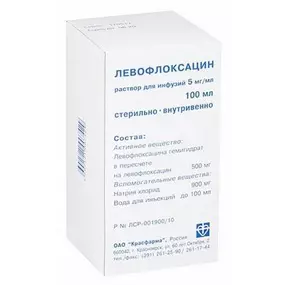 ЛЕВОФЛОКСАЦИН
раствор для инфузий 5 мг/мл
100 мл
стерильно · внутривенно
Состав:
Активное вещество:
Левофлоксацина гемигидрат
в пересчете
на левофлоксацин 500 мг
Вспомогательные вещества:
Натрия хлорид 900 мг
Вода для инъекций до 100 мл
Р № ЛСР-001900/10
ОАО "Красфарма", Россия